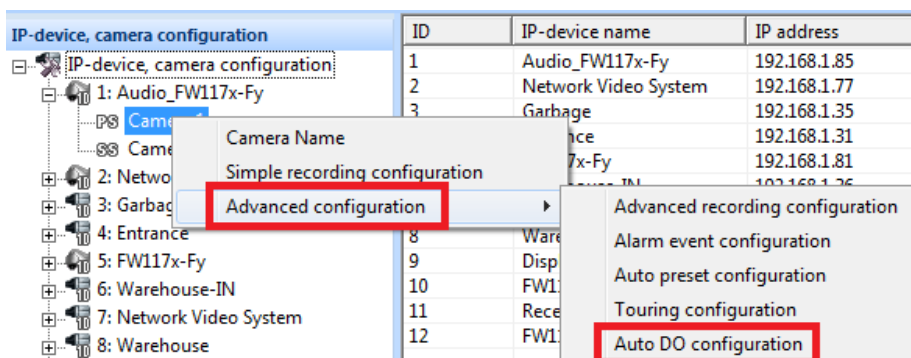 IP-device, camera configuration
IP-device, camera configuration
1: Audio_FW117x-Fy
PS
SS
2:
3:
4: Entrance
5: FW117x-Fy
6: Warehouse-IN
7: Network Video System
8: Warehouse
ID IP-device name IP address
1 Audio_FW117x-Fy 192.168.1.85
2 Network Video System 192.168.1.77
3 Garbage 192.168.1.35
192.168.1.31
192.168.1.81
8
9
10
11
12
Camera Name
Simple recording configuration
Advanced configuration
Advanced recording configuration
Alarm event configuration
Auto preset configuration
Touring configuration
Auto DO configuration